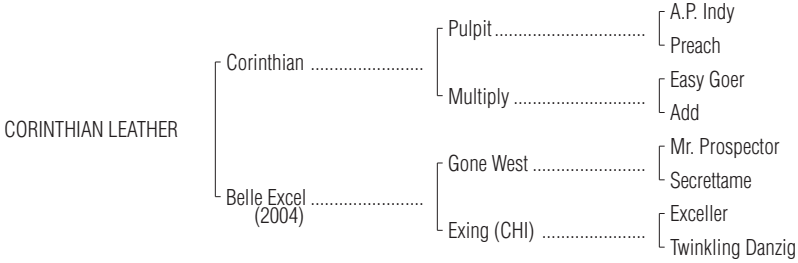 A.P. Indy
Pulpit
Preach
Corinthian
Easy Goer
Multiply
Add
CORINTHIAN LEATHER
Mr. Prospector
Gone West
Secrettame
Belle Excel
(2004)
Exceller
Exing (CHI)
Twinkling Danzig